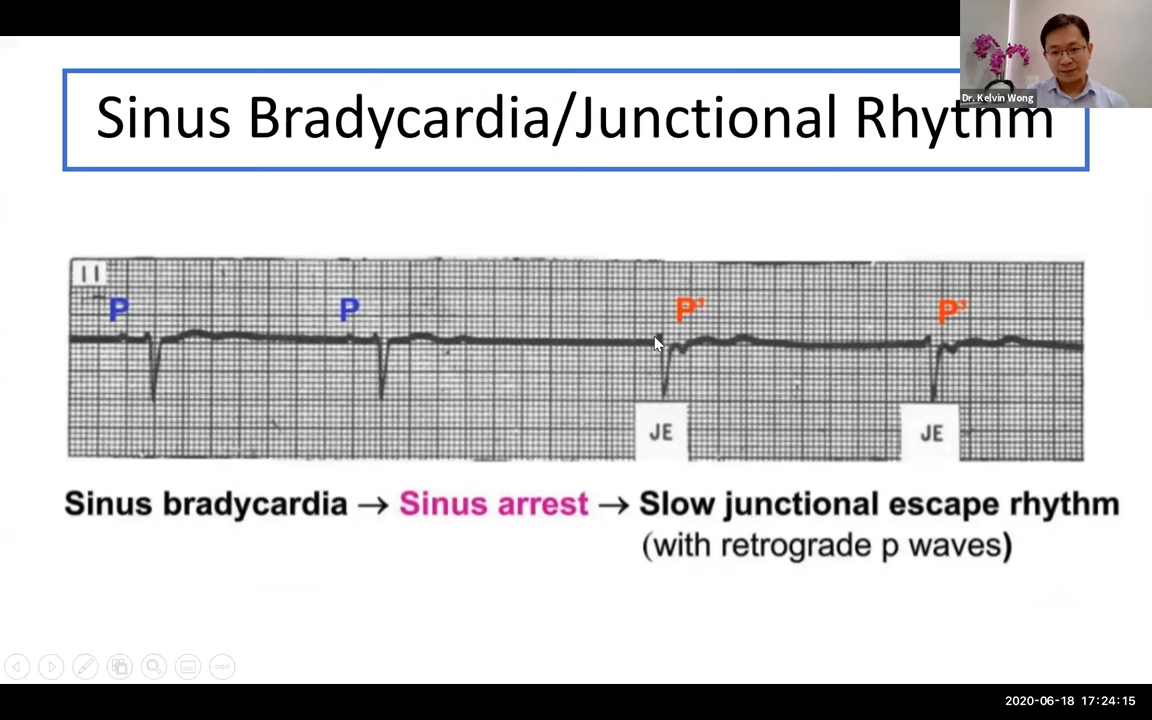 Dr. Kelvin Wong
Sinus Bradycardia/Junctional Rhythm
II
P P P' P'
JE JE
Sinus bradycardia → Sinus arrest → Slow junctional escape rhythm
(with retrograde p waves)
2020-06-18 17:24:15